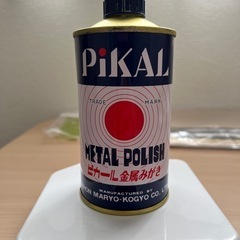 PiKAL
TRADE MARK
METAL POLISH
ピカール金属みがき
MANUFACTURED BY
MARYO-KOGYO CO.